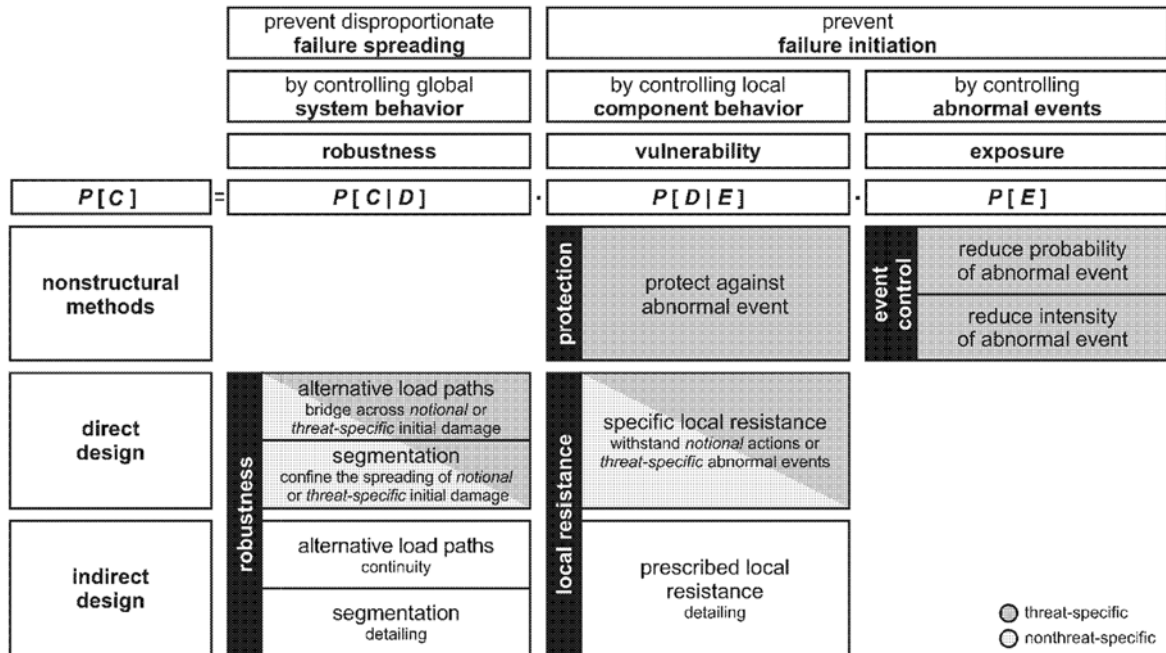 prevent disproportionate
failure spreading
prevent
failure initiation
by controlling global
system behavior
by controlling local
component behavior
by controlling
abnormal events
robustness
vulnerability
exposure
P [ C ]
=
P [ C | D ]
·
P [ D | E ]
·
P [ E ]
nonstructural
methods
protection
protect against
abnormal event
event
control
reduce probability
of abnormal event
reduce intensity
of abnormal event
direct
design
robustness
alternative load paths
bridge across notional or
threat-specific initial damage
segmentation
confine the spreading of notional
or threat-specific initial damage
local resistance
specific local resistance
withstand notional actions or
threat-specific abnormal events
indirect
design
alternative load paths
continuity
segmentation
detailing
prescribed local
resistance
detailing
threat-specific
nonthreat-specific